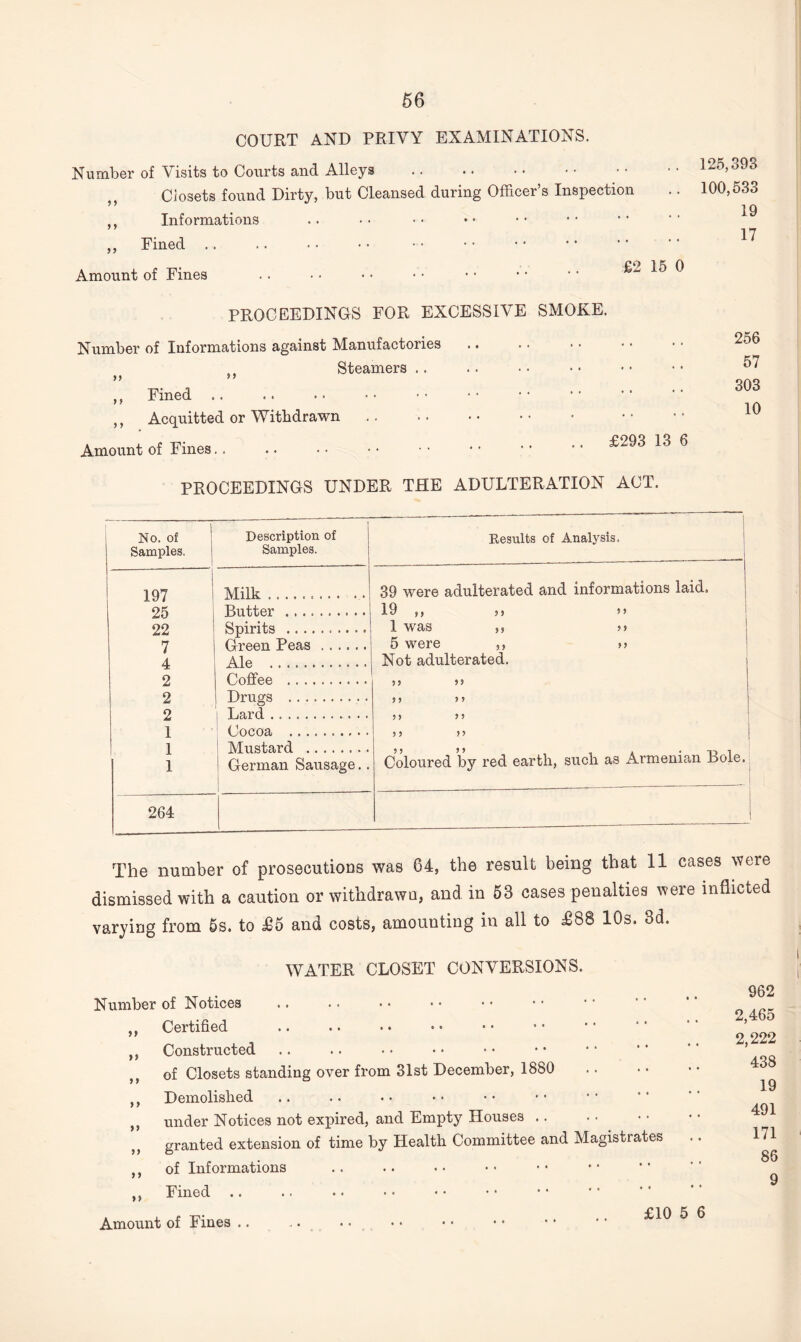 56
COURT AND PRIVY EXAMINATIONS.
Number of Visits to Courts and Alleys .. .. .. .. .. .. 125,393
,, Closets found Dirty, but Cleansed during Officer's Inspection .. 100,533
,, Informations .. .. .. .. .. .. .. .. 19
,, Fined .. .. .. .. .. .. .. .. .. .. 17
Amount of Fines .. .. .. .. .. .. .. £2 15 0
PROCEEDINGS FOR EXCESSIVE SMOKE.
Number of Informations against Manufactories .. .. .. .. .. 256
,, ,, Steamers .. .. .. .. .. .. 57
,, Fined .. .. .. .. .. .. .. .. .. .. 303
,, Acquitted or Withdrawn .. .. .. .. . .. .. 10
Amount of Fines.. .. .. .. .. .. .. .. £293 13 6
PROCEEDINGS UNDER THE ADULTERATION ACT.
No. of Samples. Description of Samples. Results of Analysis.
197 Milk .......... 39 were adulterated and informations laid.
25 Butter .......... 19 ,, ,, ,,
22 Spirits .......... 1 was ,, ,,
7 Green Peas ...... 5 were ,, ,,
4 Ale ............ Not adulterated.
2 Coffee .......... ,, ,,
2 Drugs .......... ,, ,,
2 Lard ............ ,, ,,
1 Cocoa .......... ,, ,,
1 Mustard ........ ,, ,,
1 German Sausage.. Coloured by red earth, such as Armenian Bole.
264
The number of prosecutions was 64, the result being that 11 cases were
dismissed with a caution or withdrawn, and in 53 cases penalties were inflicted
varying from 5s. to £5 and costs, amounting in all to £88 10s. 3d.
WATER CLOSET CONVERSIONS.
Number of Notices .. .. .. .. .. .. .. .. .. 962
,, Certified .. .. .. .. .. .. .. .. .. 2,465
,, Constructed .. .. .. .. .. .. .. .. .. 2,222
,, of Closets standing over from 31st December, 1880 .. .. .. 438
,, Demolished .. .. .. .. .. .. .. .. .. 19
,, under Notices not expired, and Empty Houses .. .. .. .. 491
,, granted extension of time by Health Committee and Magistrates .. 171
,, of Informations .. .. .. .. .. .. .. .. 86
,, Fined .. .. .. .. .. .. .. .. .. .. 9
Amount of Fines .. .. .. .. .. .. .. .. £10 5 6